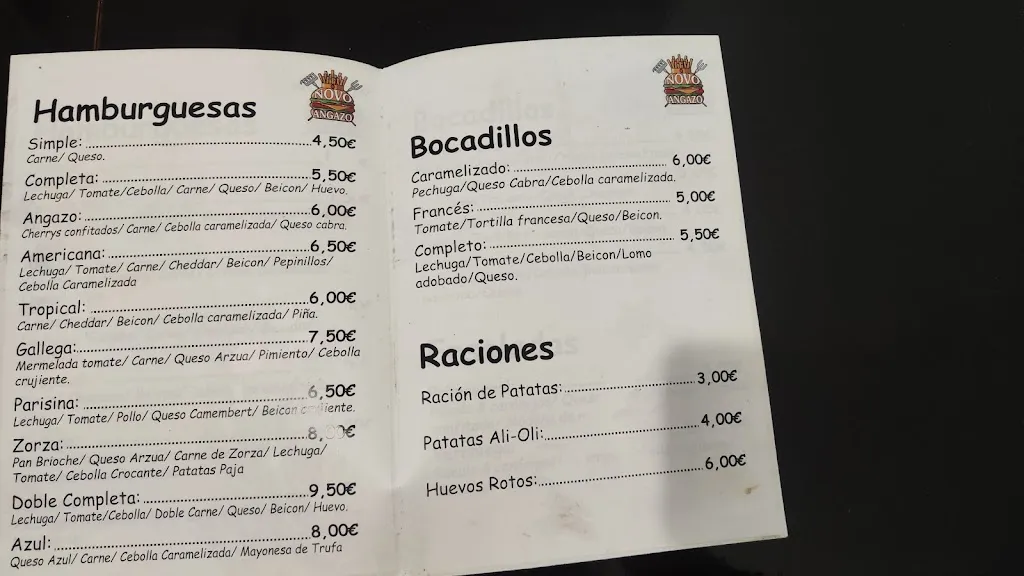 NOVO
ANGAZO
Hamburguesas
Simple: 4,50€
Carne/ Queso.
Completa: 5,50€
Lechuga/ Tomate/Cebolla/ Carne/ Queso/ Beicon/ Huevo.
Angazo: 6,00€
Cherrys confitados/ Carne/ Cebolla caramelizada/ Queso cabra.
Americana: 6,50€
Lechuga/ Tomate/ Carne/ Cheddar/ Beicon/ Pepinillos/
Cebolla Caramelizada
Tropical: 6,00€
Carne/ Cheddar/ Beicon/ Cebolla caramelizada/ Piña.
Gallega: 7,50€
Mermelada tomate/ Carne/ Queso Arzua/ Pimiento/ Cebolla
crujiente.
Parisina: 6,50€
Lechuga/ Tomate/ Pollo/ Queso Camembert/ Beicon crujiente.
Zorza:
Pan Brioche/ Queso Arzua/ Carne de Zorza/ Lechuga/
Tomate/ Cebolla Crocante/ Patatas Paja
Doble Completa: 9,50€
Lechuga/ Tomate/Cebolla/ Doble Carne/ Queso/ Beicon/ Huevo.
Azul: 8,00€
Queso Azul/ Carne/ Cebolla Caramelizada/ Mayonesa de Trufa
NOVO
ANGAZO
Bocadillos
Caramelizado: 6,00€
Pechuga/Queso Cabra/Cebolla caramelizada.
Francés: 5,00€
Tomate/Tortilla francesa/Queso/Beicon.
Completo: 5,50€
Lechuga/Tomate/Cebolla/Beicon/Lomo
adobado/Queso.
Raciones
Ración de Patatas: 3,00€
Patatas Ali-Oli: 4,00€
Huevos Rotos: 6,00€